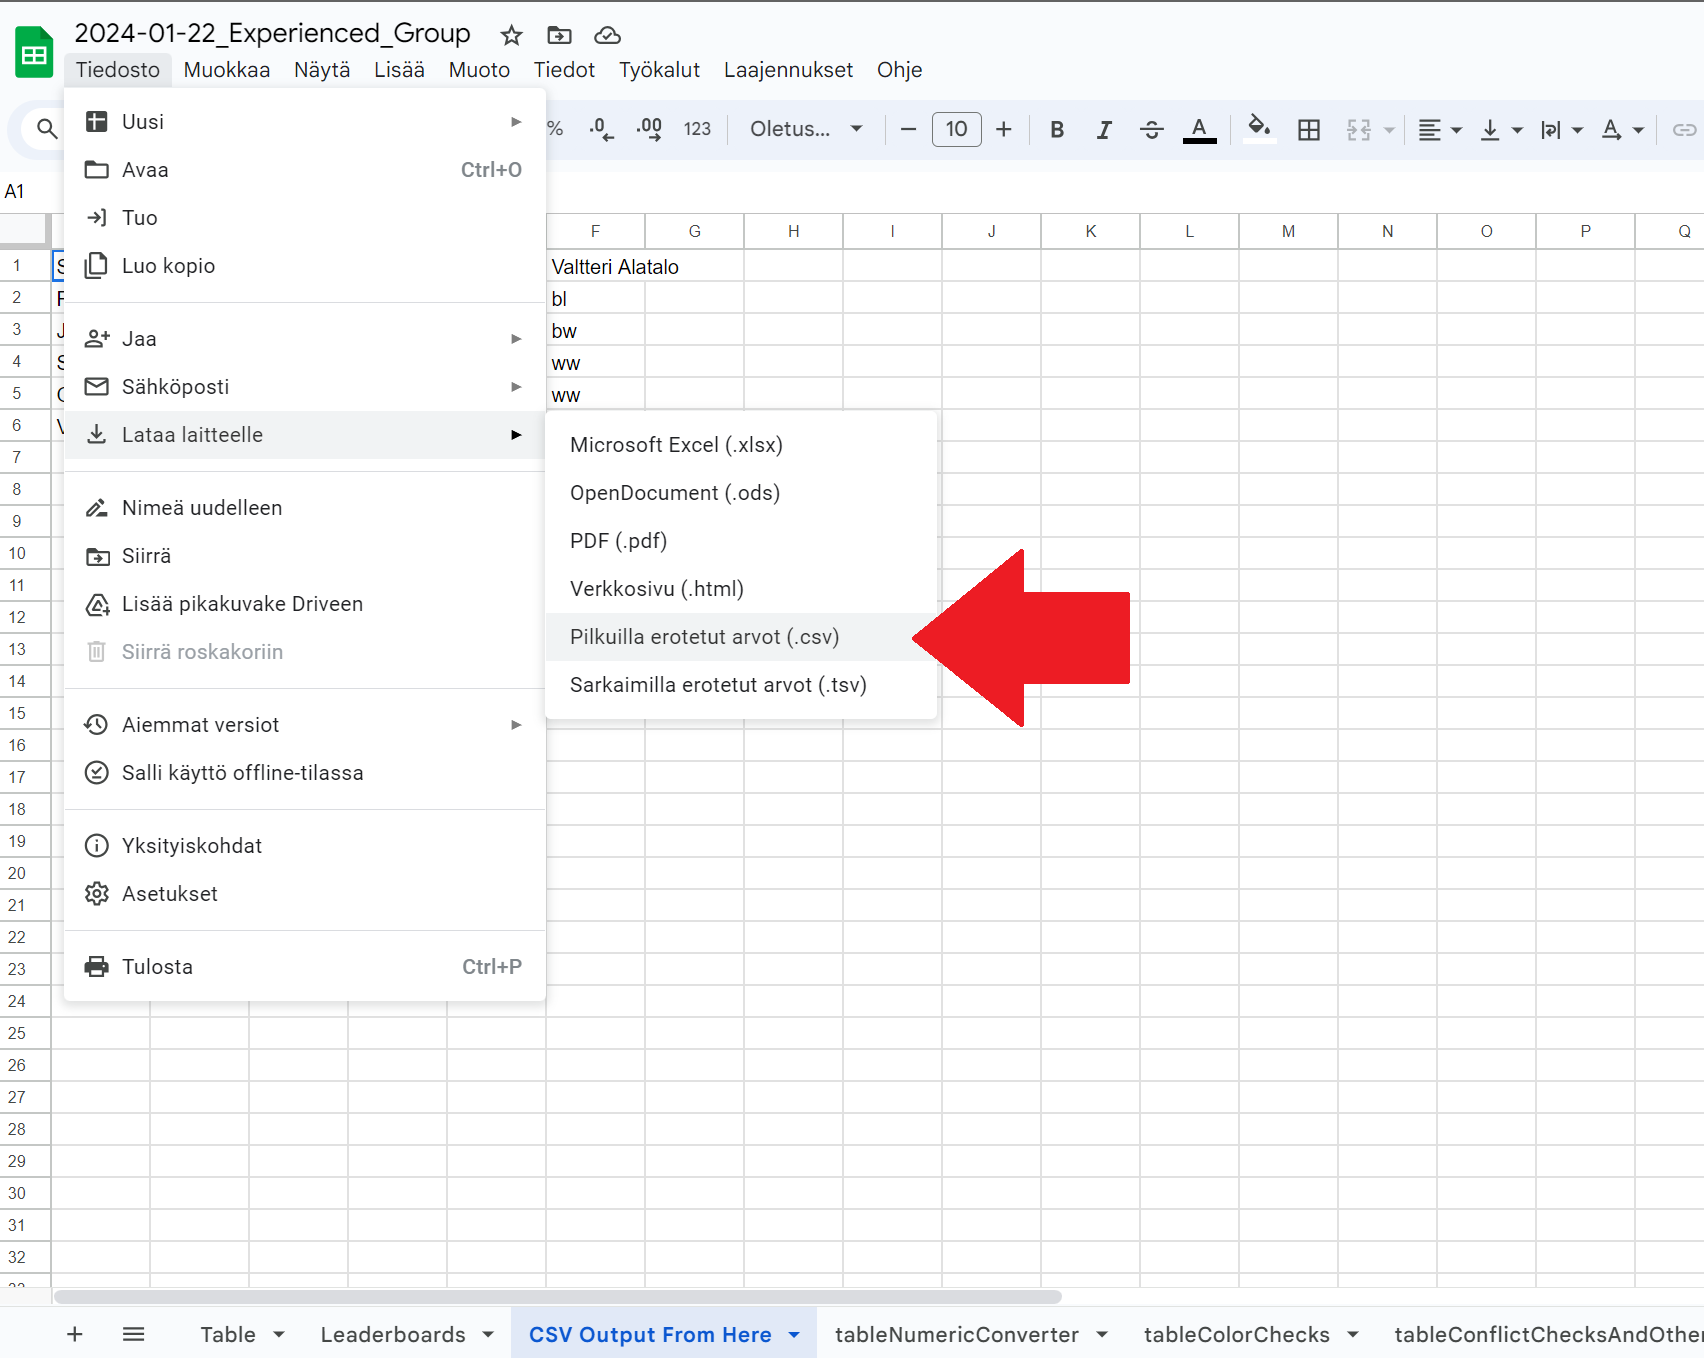 2024-01-22_Experienced_Group
Tiedosto Muokkaa Näytä Lisää Muoto Tiedot Työkalut Laajennukset Ohje
% .0 .00 123 Oletus... 10 B I S A A
A1
Uusi
Avaa Ctrl+O
Tuo
Luo kopio
Jaa
Sähköposti
Lataa laitteelle
Nimeä uudelleen
Siirrä
Lisää pikakuvake Driveen
Siirrä roskakoriin
Aiemmat versiot
Salli käyttö offline-tilassa
Yksityiskohdat
Asetukset
Tulosta Ctrl+P
Microsoft Excel (.xlsx)
OpenDocument (.ods)
PDF (.pdf)
Verkkosivu (.html)
Pilkuilla erotetut arvot (.csv)
Sarkaimilla erotetut arvot (.tsv)
F G H I J K L M N O P Q
1 Valtteri Alatalo
2 bl
3 bw
4 ww
5 ww
6
7
8
9
10
11
12
13
14
15
16
17
18
19
20
21
22
23
24
25
26
27
28
29
30
31
32
Table Leaderboards CSV Output From Here tableNumericConverter tableColorChecks tableConflictChecksAndOther